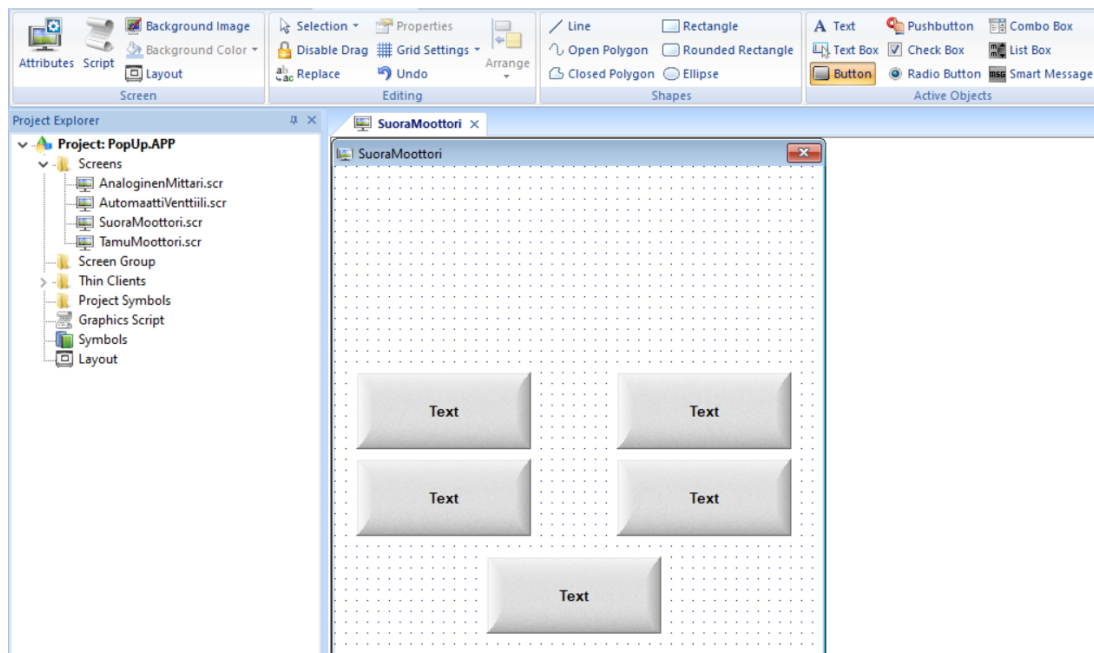 Attributes
Script
Background Image
Background Color
Layout
Screen
Selection
Disable Drag
Replace
Properties
Grid Settings
Undo
Arrange
Editing
Line
Open Polygon
Closed Polygon
Rectangle
Rounded Rectangle
Ellipse
Shapes
A Text
Text Box
Button
Pushbutton
Check Box
Radio Button
Combo Box
List Box
MSG Smart Message
Active Objects
Project Explorer
Project: PopUp.APP
Screens
AnaloginenMittari.scr
AutomaattiVenttiili.scr
SuoraMoottori.scr
TamuMoottori.scr
Screen Group
Thin Clients
Project Symbols
Graphics Script
Symbols
Layout
SuoraMoottori
SuoraMoottori
Text
Text
Text
Text
Text